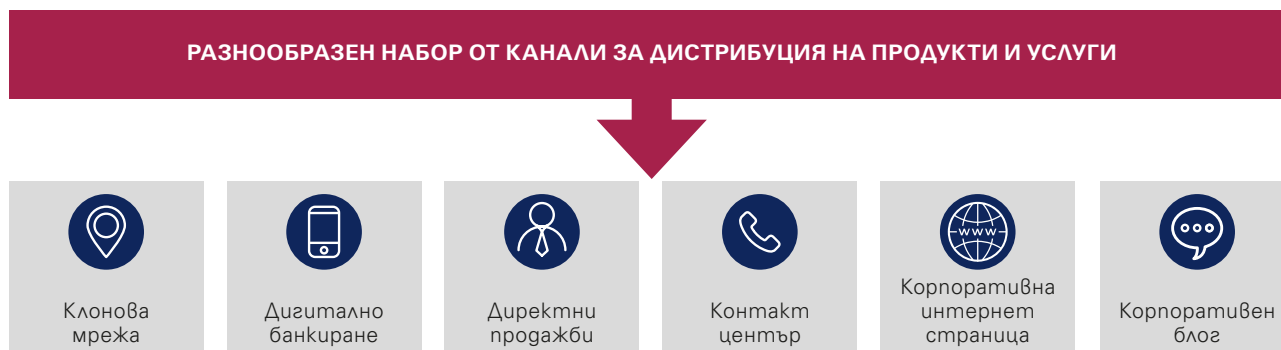 РАЗНООБРАЗЕН НАБОР ОТ КАНАЛИ ЗА ДИСТРИБУЦИЯ НА ПРОДУКТИ И УСЛУГИ
Клонова
мрежа
Дигитално
банкиране
Директни
продажби
Контакт
център
www
Корпоративна
интернет
страница
Корпоративен
блог